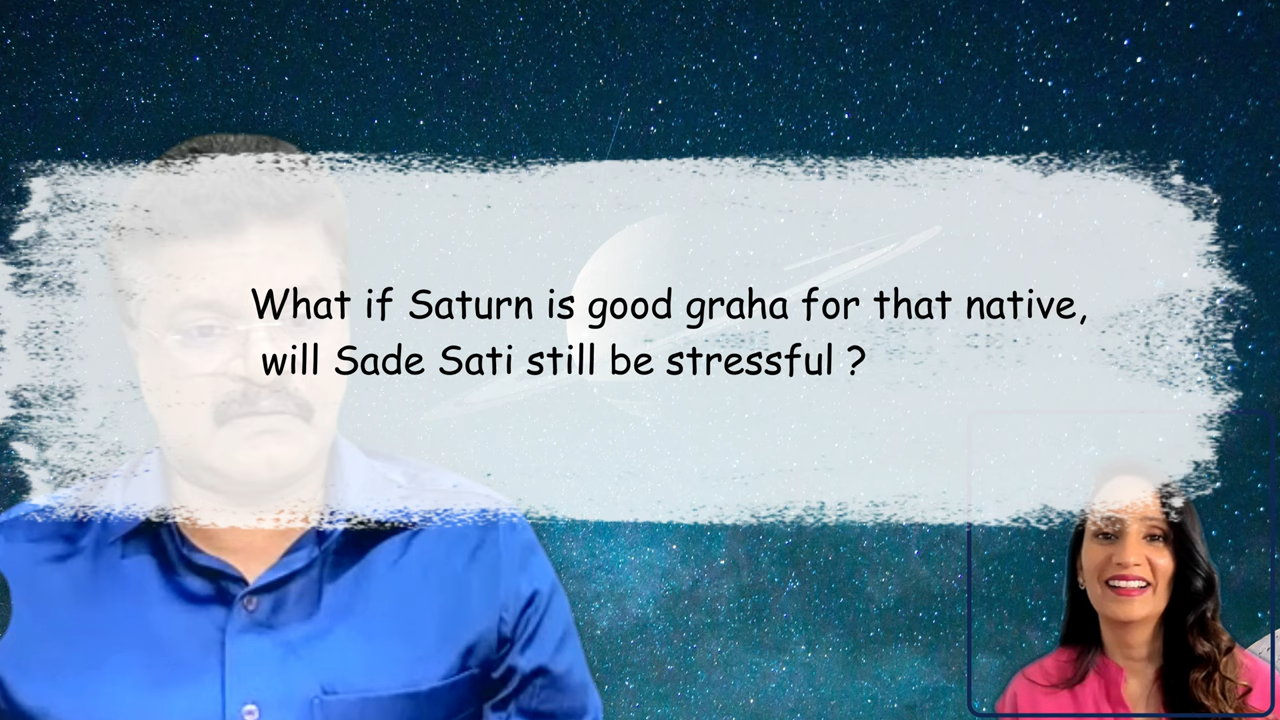 What if Saturn is good graha for that native,
will Sade Sati still be stressful ?